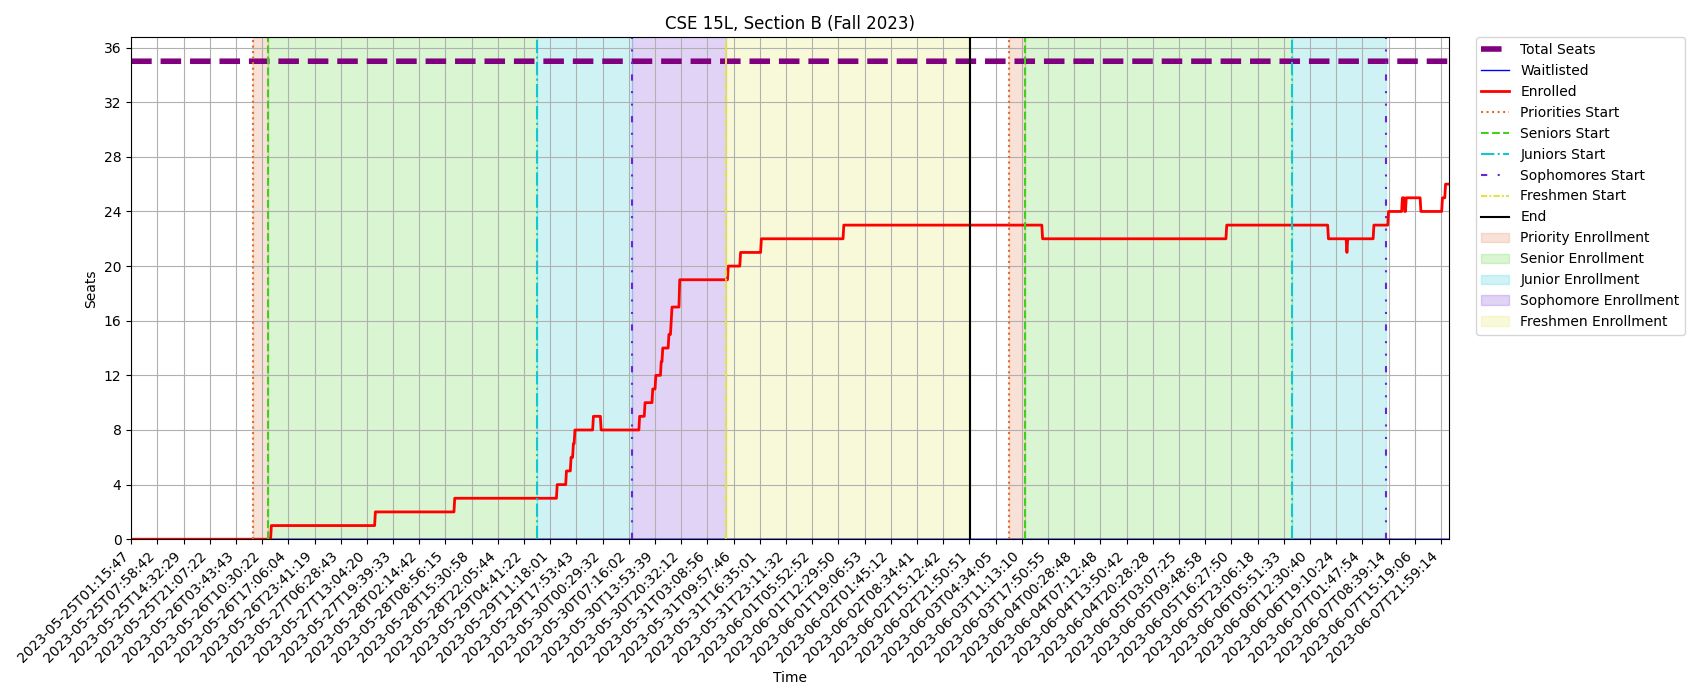 CSE 15L, Section B (Fall 2023)
36
32
28
24
20
16
12
8
4
0
Seats
2023-05-25T01:15:47
2023-05-25T07:58:42
2023-05-25T14:32:29
2023-05-25T21:07:22
2023-05-26T03:43:43
2023-05-26T10:30:22
2023-05-26T17:06:04
2023-05-26T23:41:19
2023-05-27T06:28:43
2023-05-27T13:04:20
2023-05-27T19:39:33
2023-05-28T02:14:42
2023-05-28T08:56:15
2023-05-28T15:30:58
2023-05-28T22:05:44
2023-05-29T04:41:22
2023-05-29T11:18:01
2023-05-29T17:53:43
2023-05-30T00:29:32
2023-05-30T07:16:02
2023-05-30T13:53:39
2023-05-30T20:32:12
2023-05-31T03:08:56
2023-05-31T09:57:46
2023-05-31T16:35:01
2023-05-31T23:11:32
2023-06-01T05:52:52
2023-06-01T12:29:50
2023-06-01T19:06:53
2023-06-02T01:45:12
2023-06-02T08:34:41
2023-06-02T15:12:42
2023-06-02T21:50:51
2023-06-03T04:34:05
2023-06-03T11:13:10
2023-06-03T17:50:55
2023-06-04T00:28:48
2023-06-04T07:12:48
2023-06-04T13:50:42
2023-06-04T20:28:28
2023-06-05T03:07:25
2023-06-05T09:48:58
2023-06-05T16:27:50
2023-06-05T23:06:18
2023-06-06T05:51:33
2023-06-06T12:30:40
2023-06-06T19:10:24
2023-06-07T01:47:54
2023-06-07T08:39:14
2023-06-07T15:19:06
2023-06-07T21:59:14
Time
Total Seats
Waitlisted
Enrolled
Priorities Start
Seniors Start
Juniors Start
Sophomores Start
Freshmen Start
End
Priority Enrollment
Senior Enrollment
Junior Enrollment
Sophomore Enrollment
Freshmen Enrollment